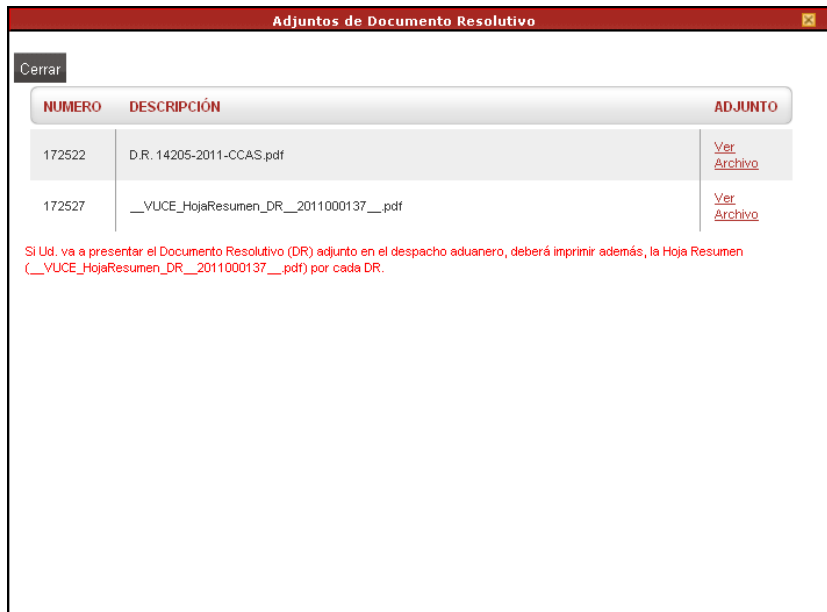 Adjuntos de Documento Resolutivo
Cerrar
NUMERO DESCRIPCIÓN ADJUNTO
172522 D.R. 14205-2011-CCAS.pdf Ver
Archivo
172527 __VUCE_HojaResumen_DR__2011000137__.pdf Ver
Archivo
Si Ud. va a presentar el Documento Resolutivo (DR) adjunto en el despacho aduanero, deberá imprimir además, la Hoja Resumen
(__VUCE_HojaResumen_DR__2011000137__.pdf) por cada DR.